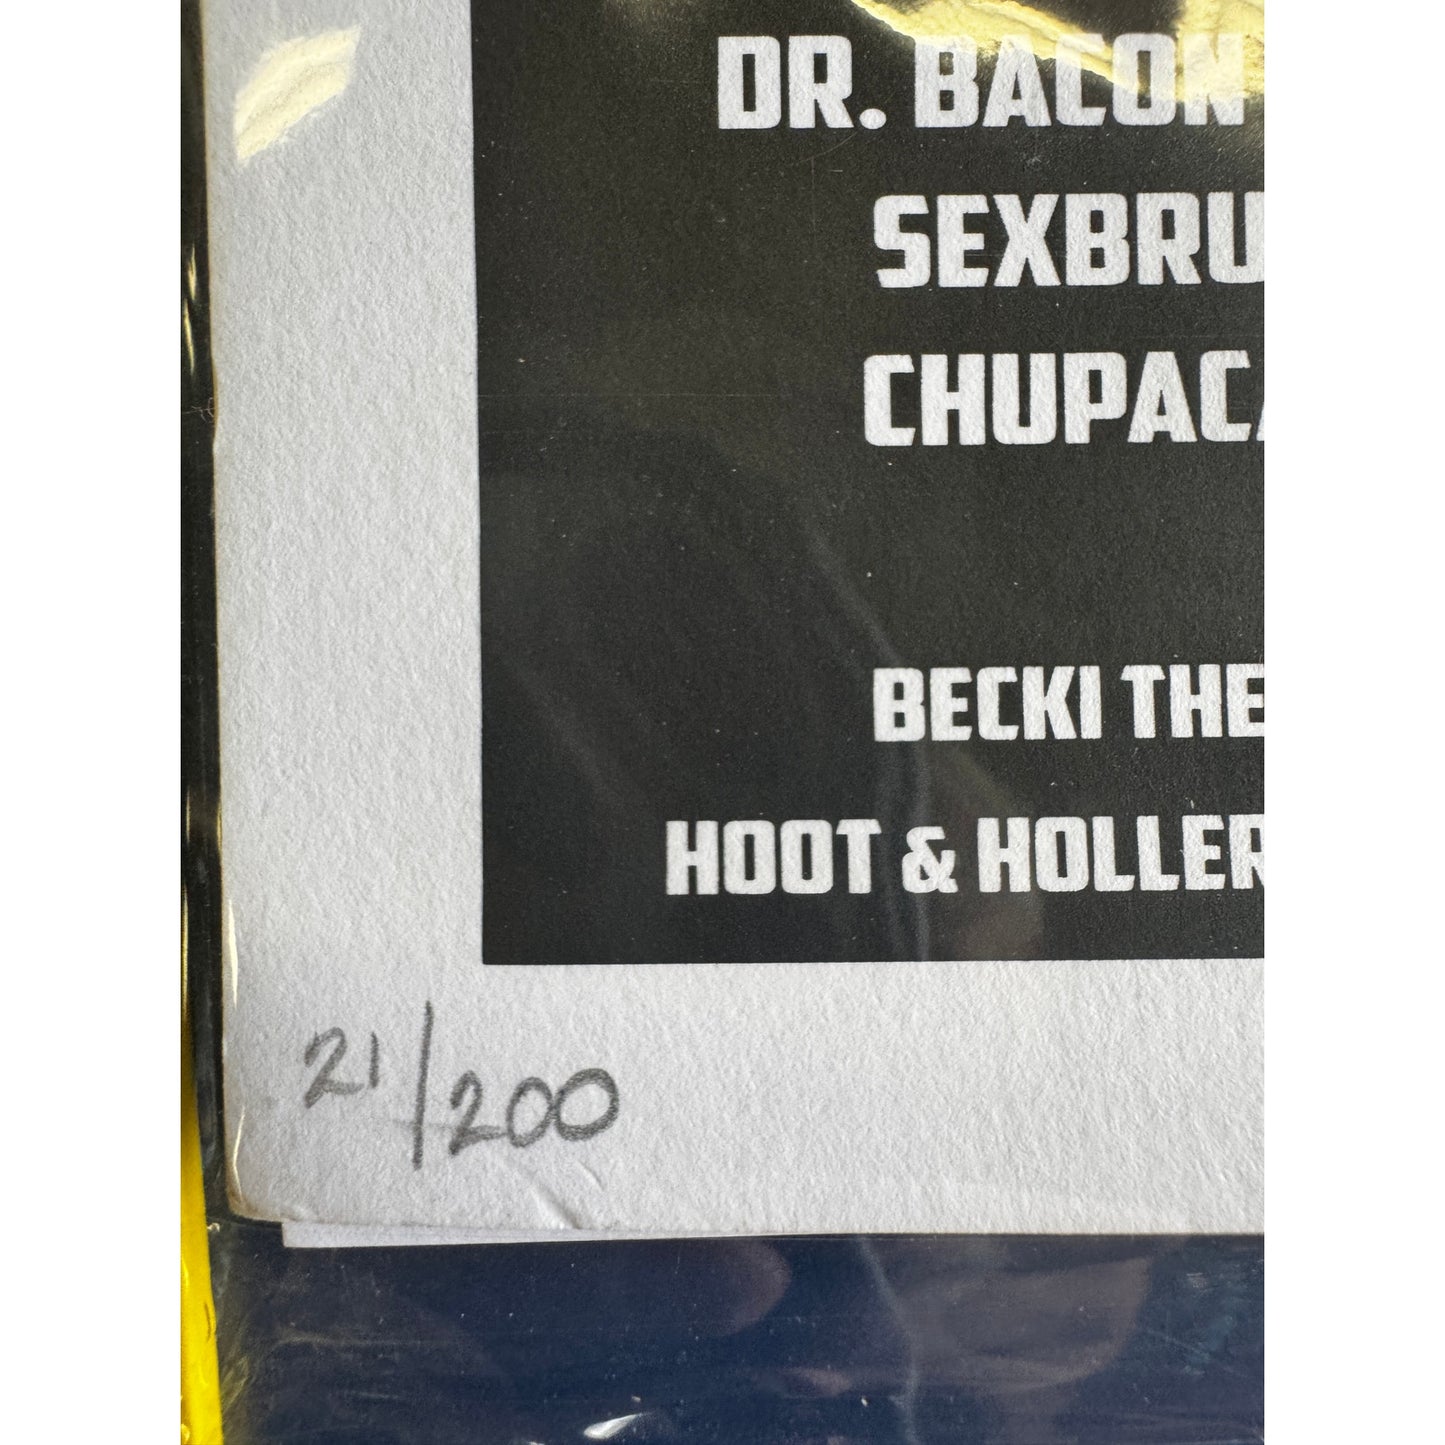 DR. BACON
SEXBRU
CHUPACA
BECKI THE
HOOT & HOLLER
21/200